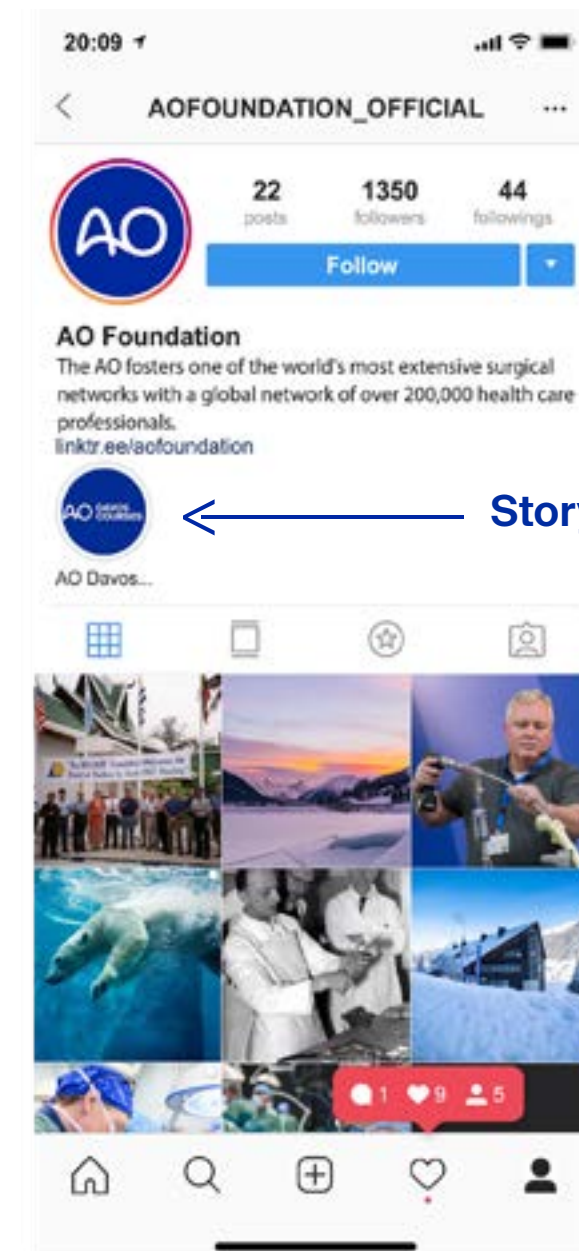 20:09
AOFOUNDATION_OFFICIAL
22 1350 44
posts followers followings
Follow
AO
AO Foundation
The AO fosters one of the world's most extensive surgical
networks with a global network of over 200,000 health care
professionals.
linktr.ee/aofoundation
AO DAVOS
COURSES
Story
AO Davos...
1 9 5